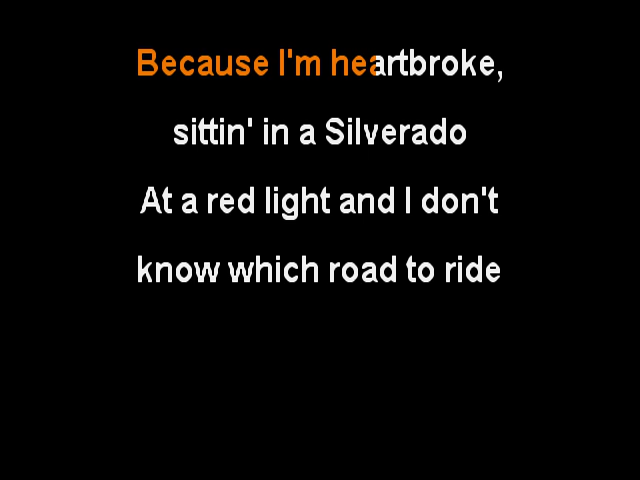 Because I'm heartbroke,
sittin' in a Silverado
At a red light and I don't
know which road to ride